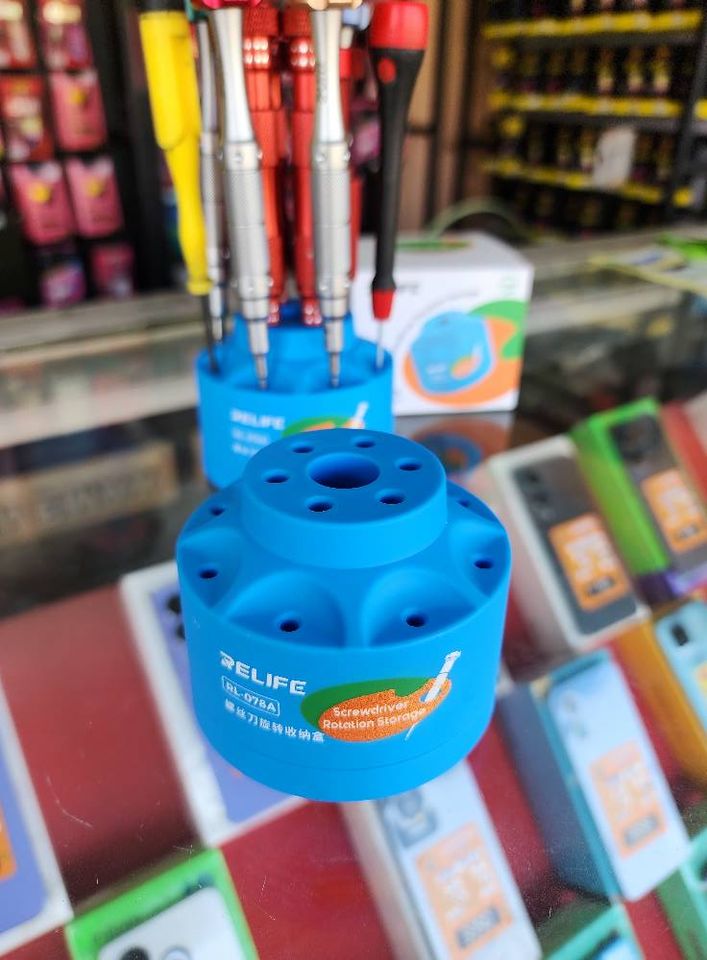 RELIFE
RELIFE
RL-078A
螺丝刀旋转收纳盒
Screwdriver
Rotation Storage